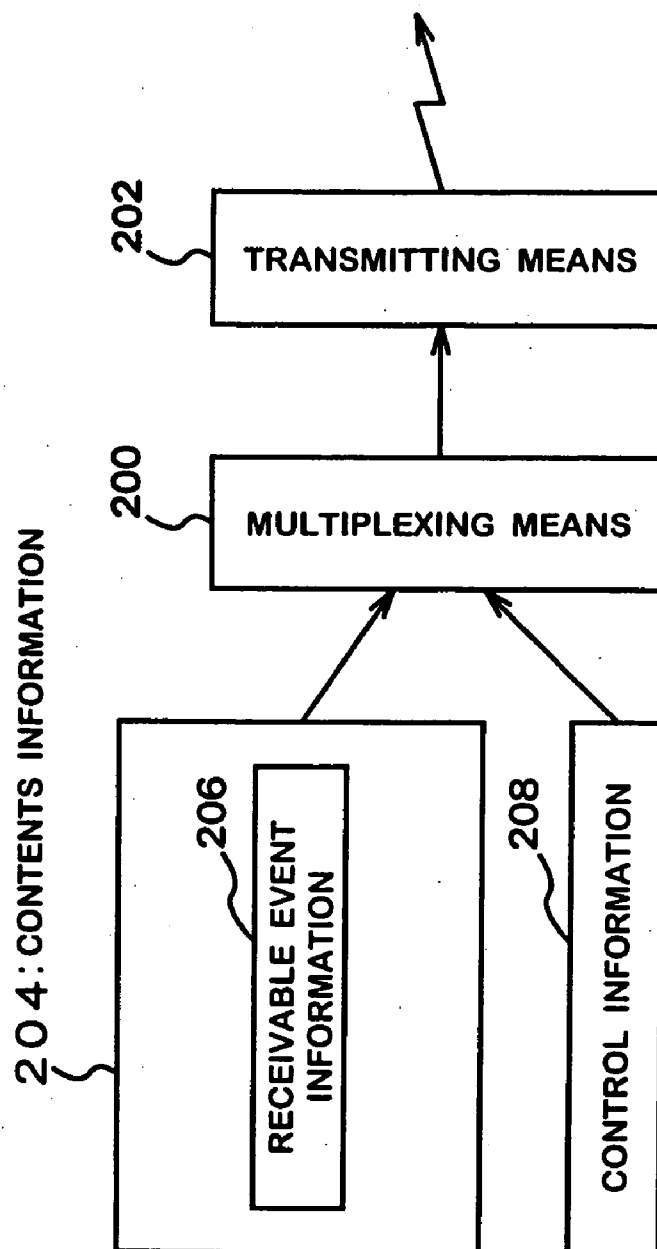 204:CONTENTS INFORMATION
206
RECEIVABLE EVENT
INFORMATION
208
CONTROL INFORMATION
200
MULTIPLEXING MEANS
202
TRANSMITTING MEANS